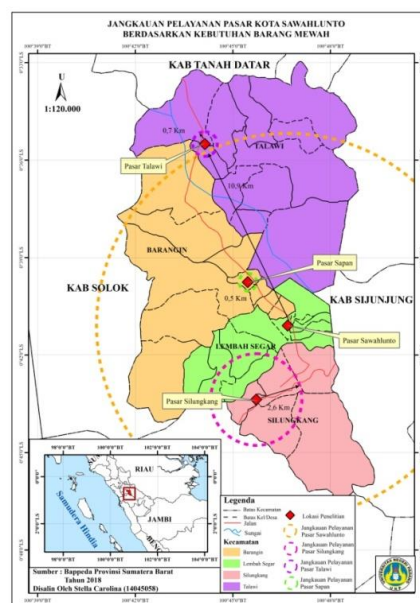 JANGKAUAN PELAYANAN PASAR KOTA SAWAHLUNTO
BERDASARKAN KEBUTUHAN BARANG MEWAH
KAB TANAH DATAR
U
1:120.000
0,7 Km
TALAWI
Pasar Talawi
10,9 Km
BARANGIN
Pasar Sapan
KAB SOLOK
0,5 Km
KAB SIJUNJUNG
LEMBAH SEGAR
Pasar Sawahlunto
Pasar Silungkang
2,6 Km
SILUNGKANG
RIAU
JAMBI
Samudera Hindia
Legenda
Batas Kecamatan
Batas Kel/Desa
Jalan
Sungai
Kecamatan
Barangin
Lembah Segar
Silungkang
Talawi
Lokasi Penelitian
Jangkauan Pelayanan
Pasar Sawahlunto
Jangkauan Pelayanan
Pasar Silungkang
Jangkauan Pelayanan
Pasar Talawi
Jangkauan Pelayanan
Pasar Sapan
Sumber : Bappeda Provinsi Sumatera Barat
Tahun 2018
Disalin Oleh Stella Carolina (14045058)